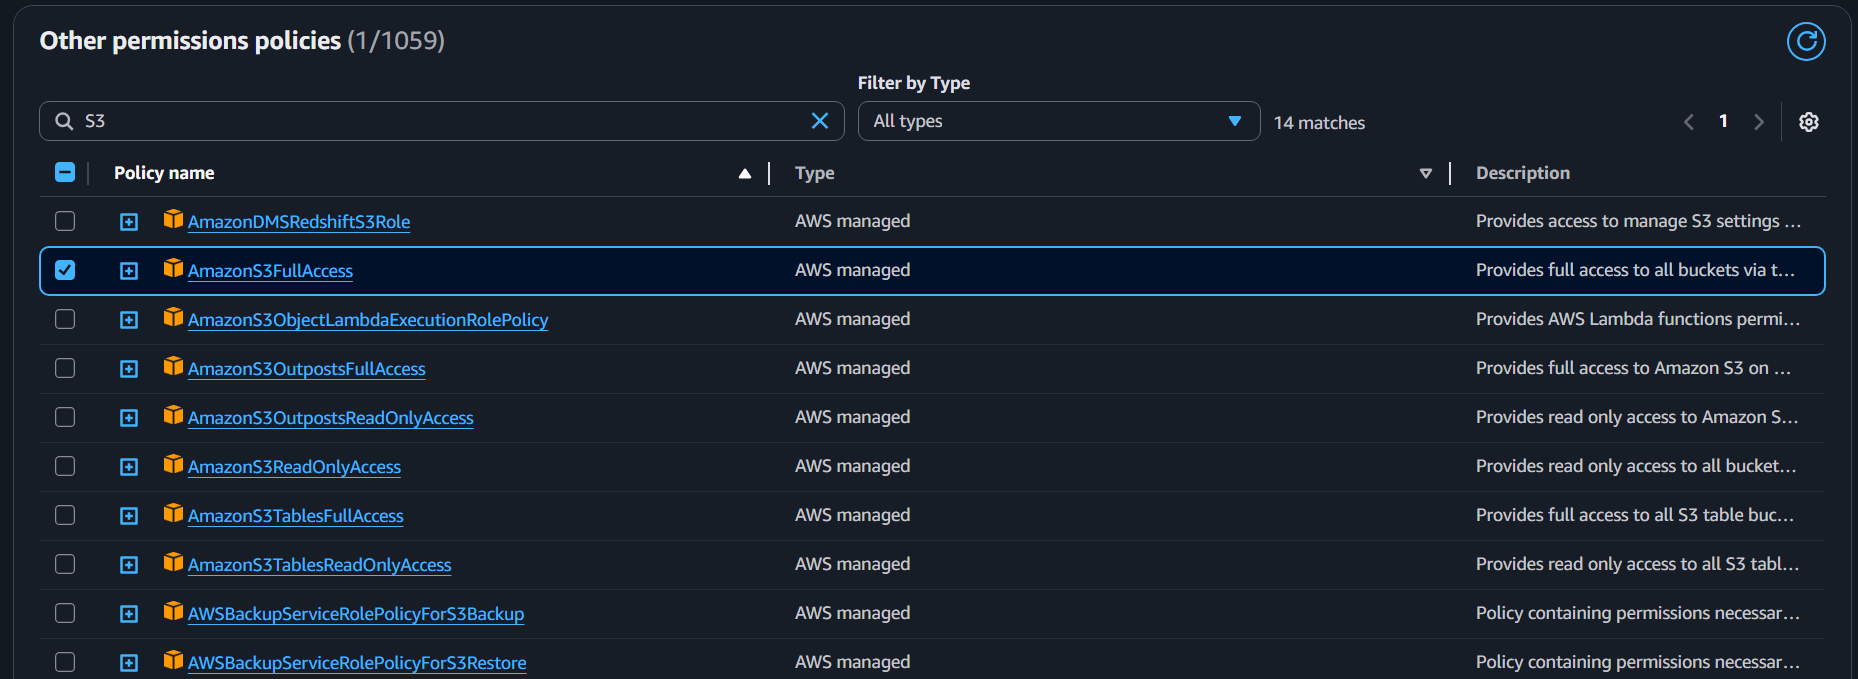 Other permissions policies (1/1059)
Filter by Type
S3
All types
14 matches
1
Policy name Type Description
AmazonDMSRedshiftS3Role AWS managed Provides access to manage S3 settings ...
AmazonS3FullAccess AWS managed Provides full access to all buckets via t...
AmazonS3ObjectLambdaExecutionRolePolicy AWS managed Provides AWS Lambda functions permi...
AmazonS3OutpostsFullAccess AWS managed Provides full access to Amazon S3 on ...
AmazonS3OutpostsReadOnlyAccess AWS managed Provides read only access to Amazon S...
AmazonS3ReadOnlyAccess AWS managed Provides read only access to all bucket...
AmazonS3TablesFullAccess AWS managed Provides full access to all S3 table buc...
AmazonS3TablesReadOnlyAccess AWS managed Provides read only access to all S3 tabl...
AWSBackupServiceRolePolicyForS3Backup AWS managed Policy containing permissions necessar...
AWSBackupServiceRolePolicyForS3Restore AWS managed Policy containing permissions necessar...